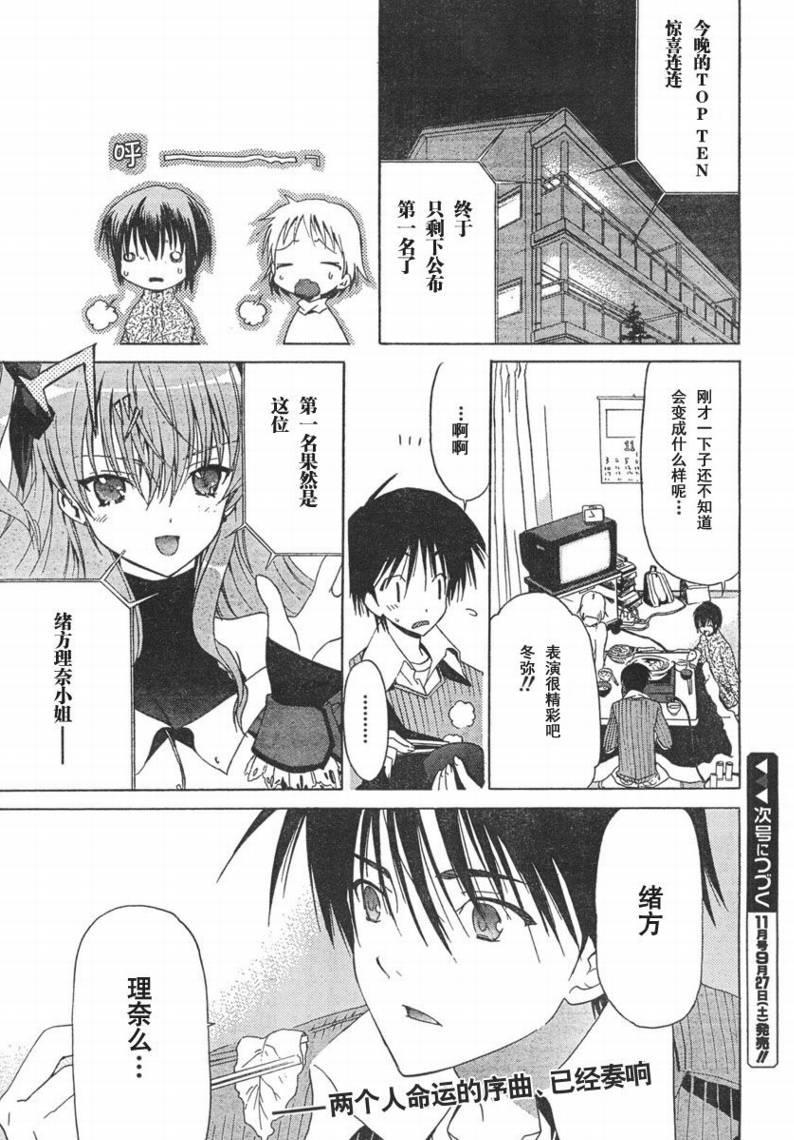 今晚的TOP TEN
惊喜连连
终于
只剩下公布
第一名了
呼
刚才一下子还不知道
会变成什么样呢…
表演很精彩吧
冬弥!!
…啊啊
………
第一名果然是
这位
绪方理奈小姐——
绪方
理奈么…
——两个人命运的序曲、已经奏响
次号につづく
11月号9月27日(土)発売!!
11